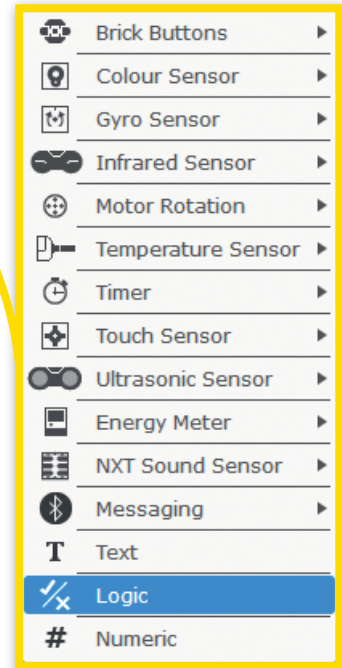 Brick Buttons
Colour Sensor
Gyro Sensor
Infrared Sensor
Motor Rotation
Temperature Sensor
Timer
Touch Sensor
Ultrasonic Sensor
Energy Meter
NXT Sound Sensor
Messaging
T Text
Logic
# Numeric